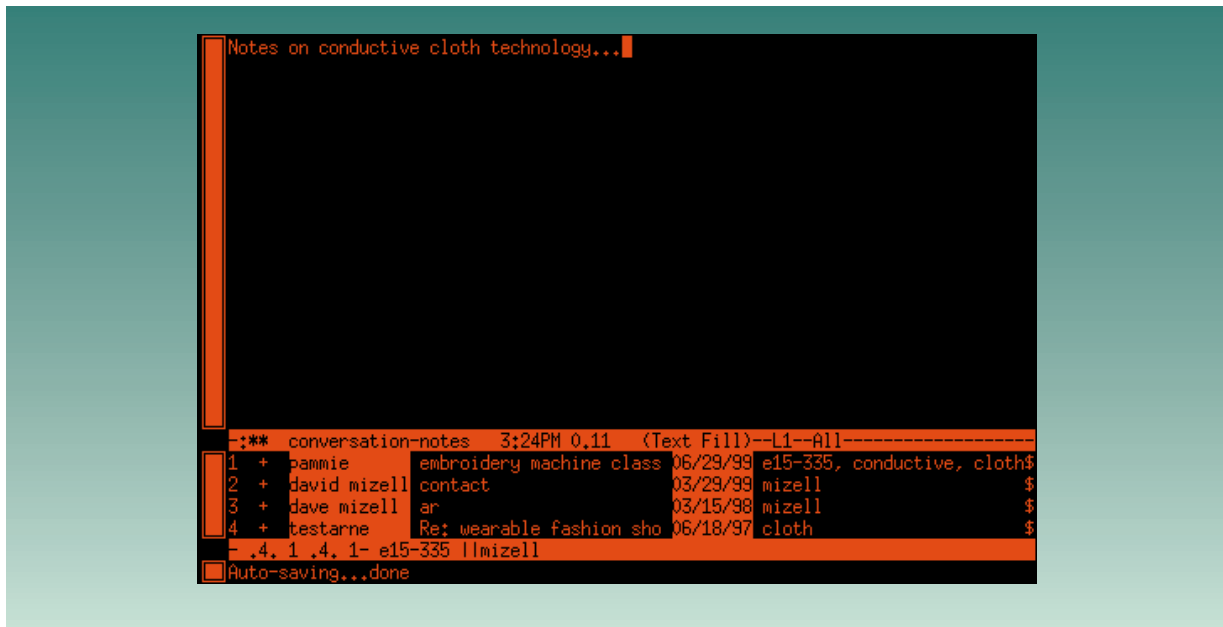 Notes on conductive cloth technology...
-:** conversation-notes 3:24PM 0.11 (Text Fill)--L1--All-------------------
1 + pammie embroidery machine class 06/29/99 e15-335, conductive, cloth$
2 + david mizell contact 03/29/99 mizell $
3 + dave mizell ar 03/15/98 mizell $
4 + testarne Re: wearable fashion sho 06/18/97 cloth $
- .4. 1 .4. 1- e15-335 ||mizell
Auto-saving...done